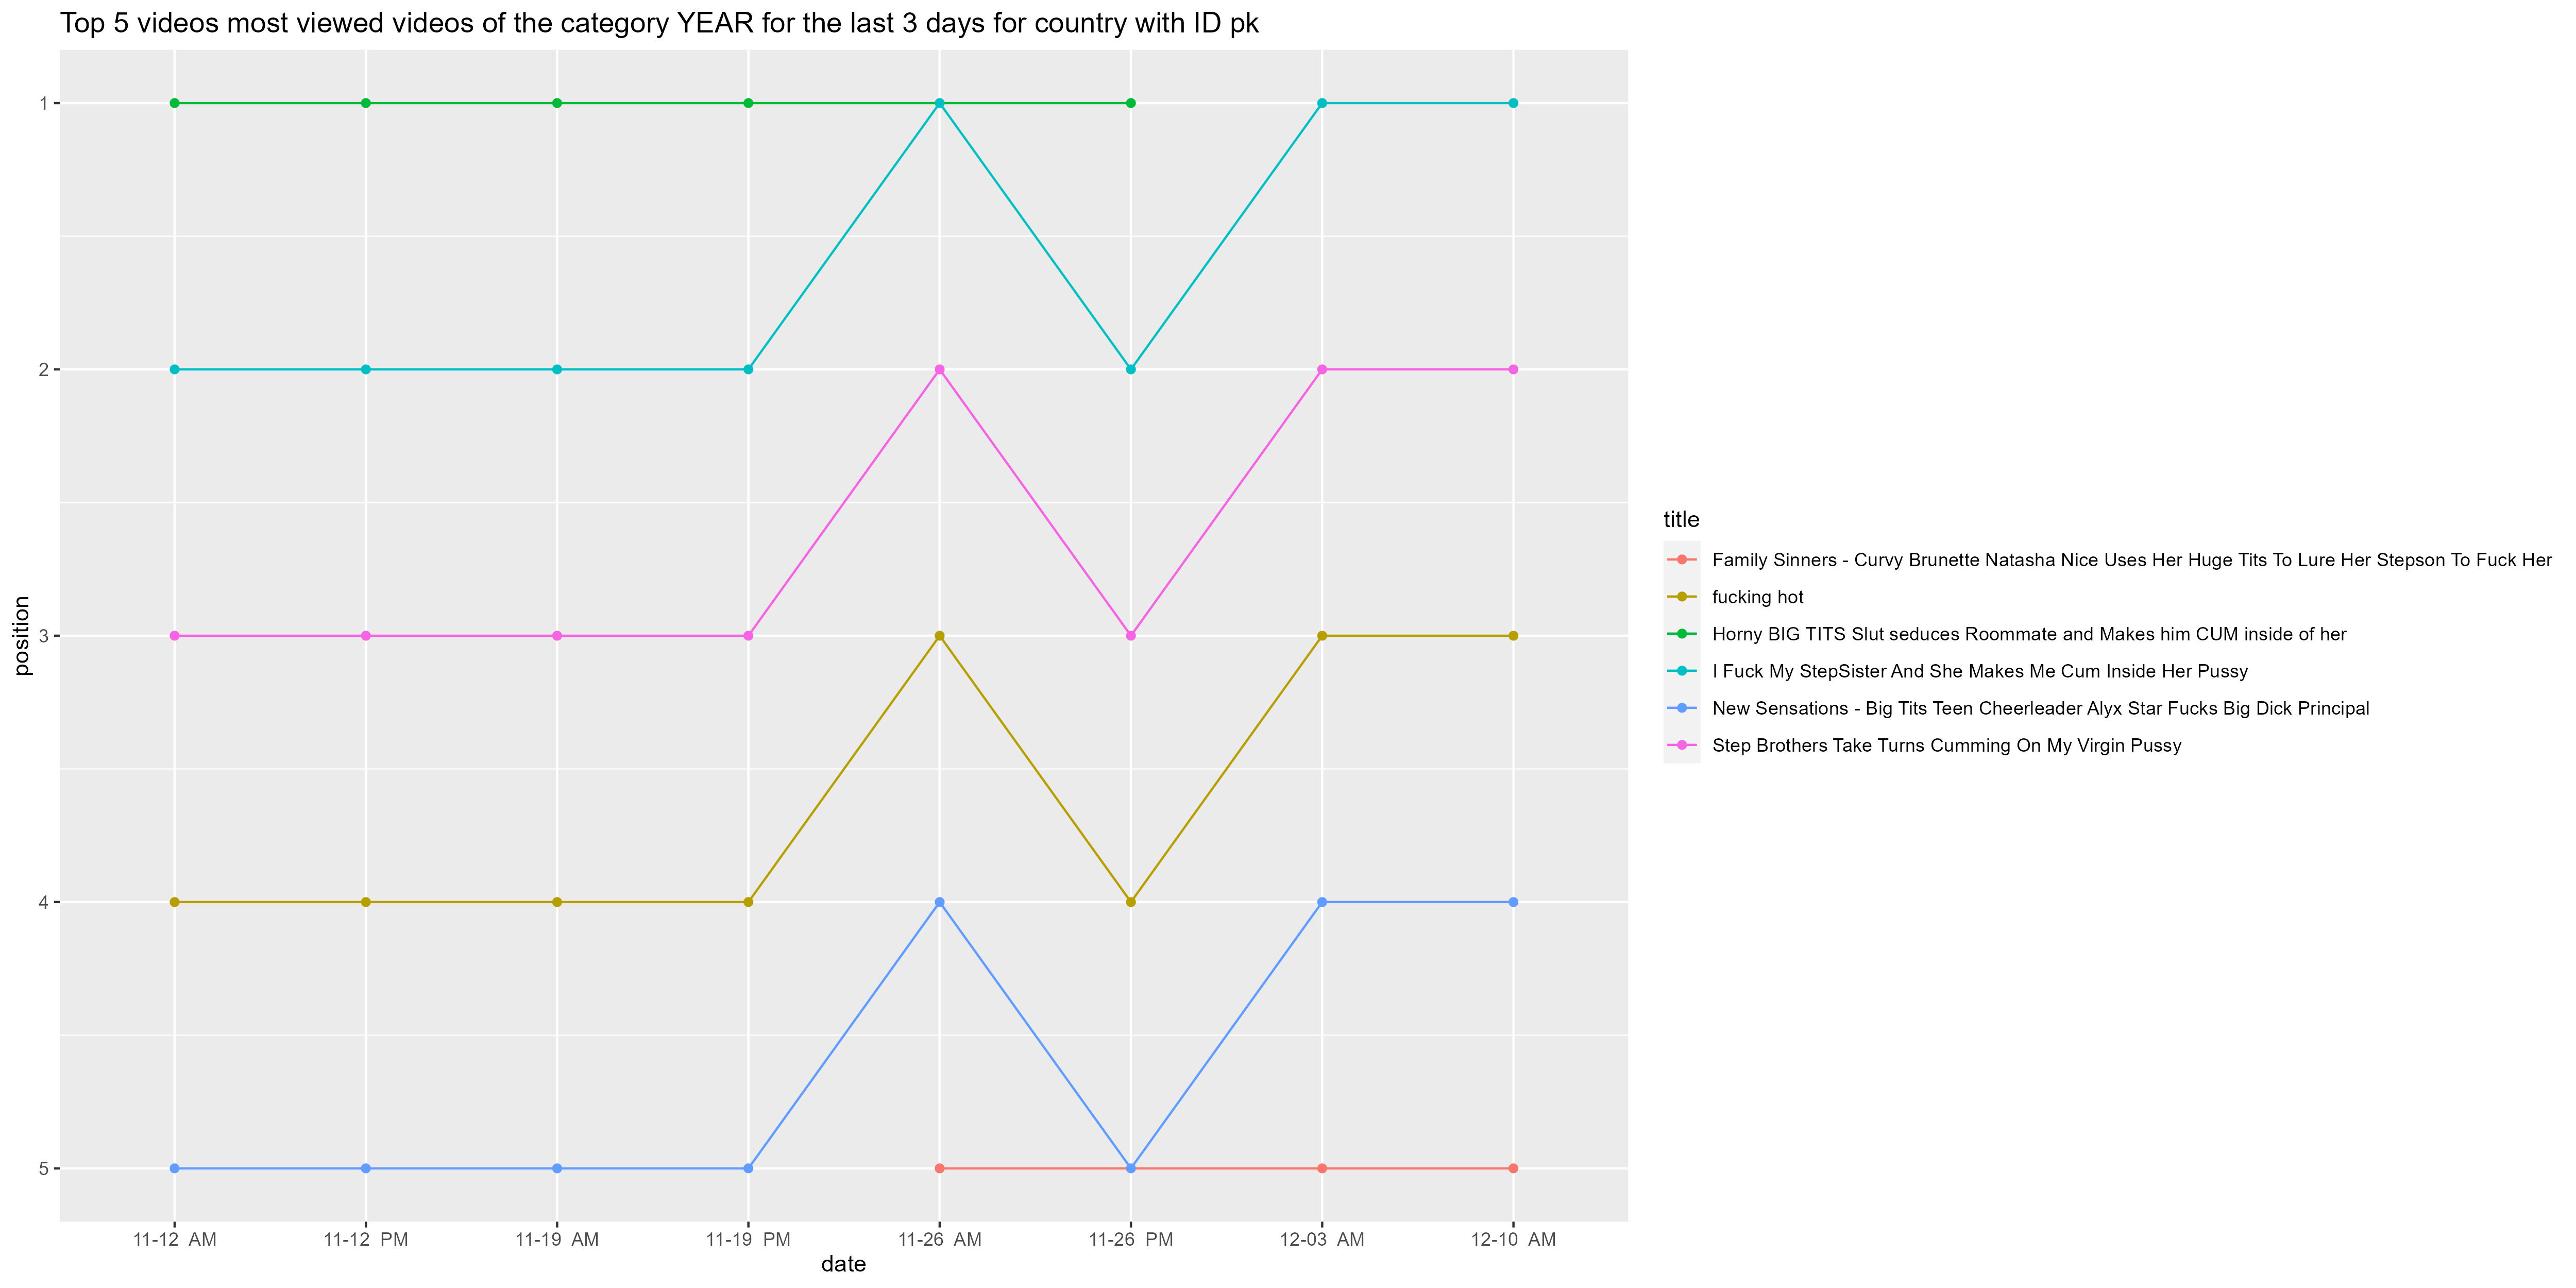 Top 5 videos most viewed videos of the category YEAR for the last 3 days for country with ID pk
position
1
2
3
4
5
11-12 AM
11-12 PM
11-19 AM
11-19 PM
11-26 AM
11-26 PM
12-03 AM
12-10 AM
date
title
Family Sinners - Curvy Brunette Natasha Nice Uses Her Huge Tits To Lure Her Stepson To Fuck Her
fucking hot
Horny BIG TITS Slut seduces Roommate and Makes him CUM inside of her
I Fuck My StepSister And She Makes Me Cum Inside Her Pussy
New Sensations - Big Tits Teen Cheerleader Alyx Star Fucks Big Dick Principal
Step Brothers Take Turns Cumming On My Virgin Pussy